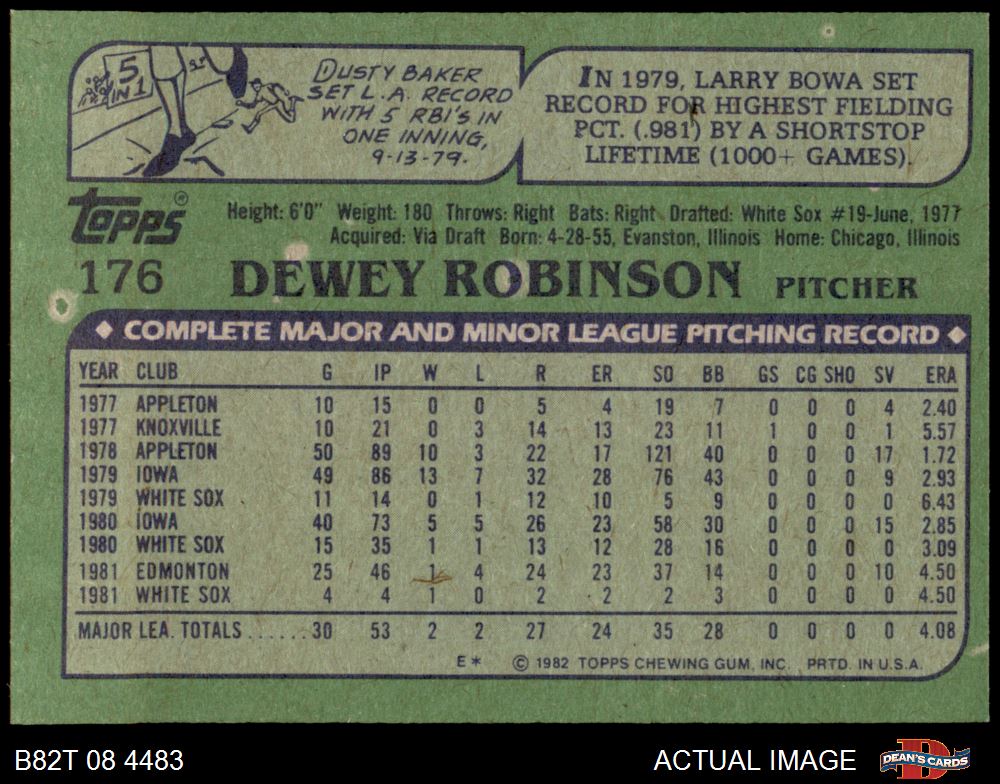 5
IN 1
DUSTY BAKER
SET L.A. RECORD
WITH 5 RBI'S IN
ONE INNING,
9-13-79.
IN 1979, LARRY BOWA SET
RECORD FOR HIGHEST FIELDING
PCT. (.981) BY A SHORTSTOP
LIFETIME (1000+ GAMES).
TOPPS®
Height: 6'0" Weight: 180 Throws: Right Bats: Right Drafted: White Sox #19-June, 1977
Acquired: Via Draft Born: 4-28-55, Evanston, Illinois Home: Chicago, Illinois
176 DEWEY ROBINSON PITCHER
◆ COMPLETE MAJOR AND MINOR LEAGUE PITCHING RECORD ◆
YEAR CLUB G IP W L R ER SO BB GS CG SHO SV ERA
1977 APPLETON 10 15 0 0 5 4 19 7 0 0 0 4 2.40
1977 KNOXVILLE 10 21 0 3 14 13 23 11 1 0 0 1 5.57
1978 APPLETON 50 89 10 3 22 17 121 40 0 0 0 17 1.72
1979 IOWA 49 86 13 7 32 28 76 43 0 0 0 9 2.93
1979 WHITE SOX 11 14 0 1 12 10 5 9 0 0 0 0 6.43
1980 IOWA 40 73 5 5 26 23 58 30 0 0 0 15 2.85
1980 WHITE SOX 15 35 1 1 13 12 28 16 0 0 0 0 3.09
1981 EDMONTON 25 46 1 4 24 23 37 14 0 0 0 10 4.50
1981 WHITE SOX 4 4 1 0 2 2 2 3 0 0 0 0 4.50
MAJOR LEA. TOTALS......30 53 2 2 27 24 35 28 0 0 0 0 4.08
E* © 1982 TOPPS CHEWING GUM, INC. PRTD. IN U.S.A.
B82T 08 4483 ACTUAL IMAGE DEAN'S CARDS